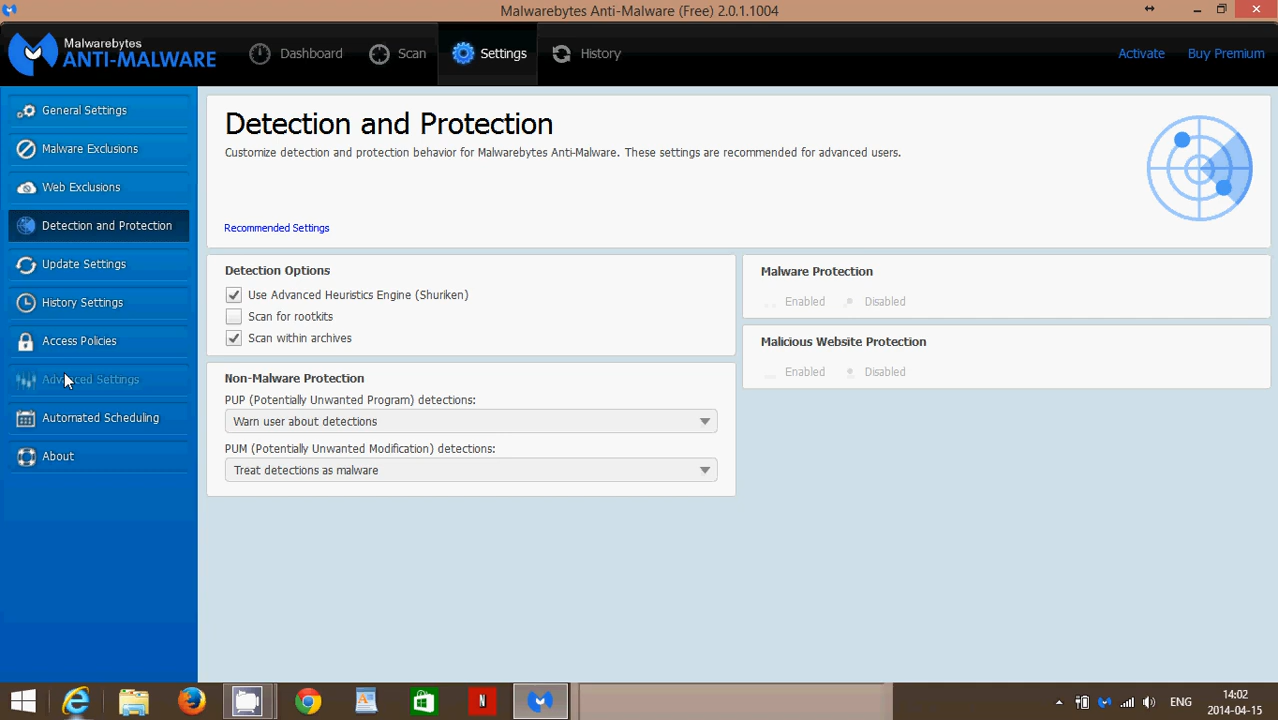 Malwarebytes Anti-Malware (Free) 2.0.1.1004
Malwarebytes
ANTI-MALWARE
Dashboard
Scan
Settings
History
Activate
Buy Premium
General Settings
Malware Exclusions
Web Exclusions
Detection and Protection
Update Settings
History Settings
Access Policies
Advanced Settings
Automated Scheduling
About
Detection and Protection
Customize detection and protection behavior for Malwarebytes Anti-Malware. These settings are recommended for advanced users.
Recommended Settings
Detection Options
Use Advanced Heuristics Engine (Shuriken)
Scan for rootkits
Scan within archives
Non-Malware Protection
PUP (Potentially Unwanted Program) detections:
Warn user about detections
PUM (Potentially Unwanted Modification) detections:
Treat detections as malware
Malware Protection
Enabled Disabled
Malicious Website Protection
Enabled Disabled
N
ENG
14:02
2014-04-15